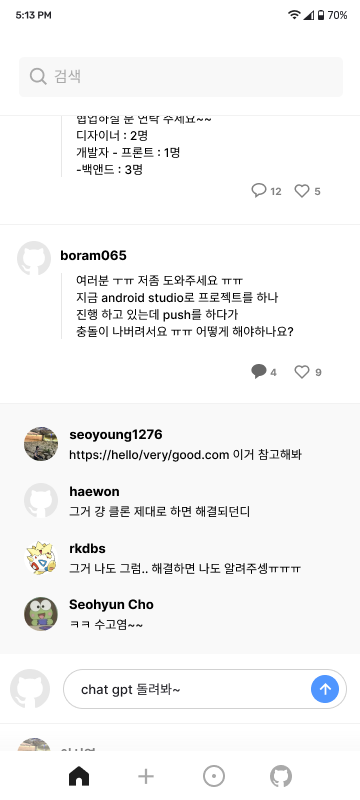 5:13 PM
70%
검색
협업하실 분 연락 주세요~~
디자이너 : 2명
개발자 - 프론트 : 1명
-백앤드 : 3명
12
5
boram065
여러분 ㅜㅠ 저좀 도와주세요 ㅠㅠ
지금 android studio로 프로젝트를 하나
진행 하고 있는데 push를 하다가
충돌이 나버려서요 ㅠㅠ 어떻게 해야하나요?
4
9
seoyoung1276
https://hello/very/good.com 이거 참고해봐
haewon
그거 걍 클론 제대로 하면 해결되던디
rkdbs
그거 나도 그럼.. 해결하면 나도 알려주셍ㅠㅠㅠ
Seohyun Cho
ㅋㅋ 수고염~~
chat gpt 돌려봐~